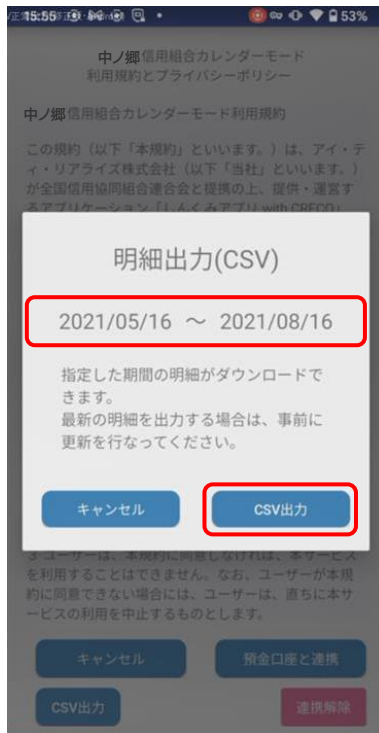 15:55
53%
中ノ郷信用組合カレンダーモード
利用規約とプライバシーポリシー
中ノ郷信用組合カレンダーモード利用規約
この規約（以下「本規約」といいます。）は、アイ・テ
ィ・リアライズ株式会社（以下「当社」といいます。）
が全国信用協同組合連合会と提携の上、提供・運営す
るアプリケーション「しんくみアプリ with CRECO」
明細出力(CSV)
2021/05/16 ～ 2021/08/16
指定した期間の明細がダウンロードで
きます。
最新の明細を出力する場合は、事前に
更新を行なってください。
キャンセル
CSV出力
3 ユーザーは、本規約に同意しなければ、本サービス
を利用することはできません。なお、ユーザーが本規
約に同意できない場合には、ユーザーは、直ちに本サ
ービスの利用を中止するものとします。
キャンセル
預金口座と連携
CSV出力
連携解除